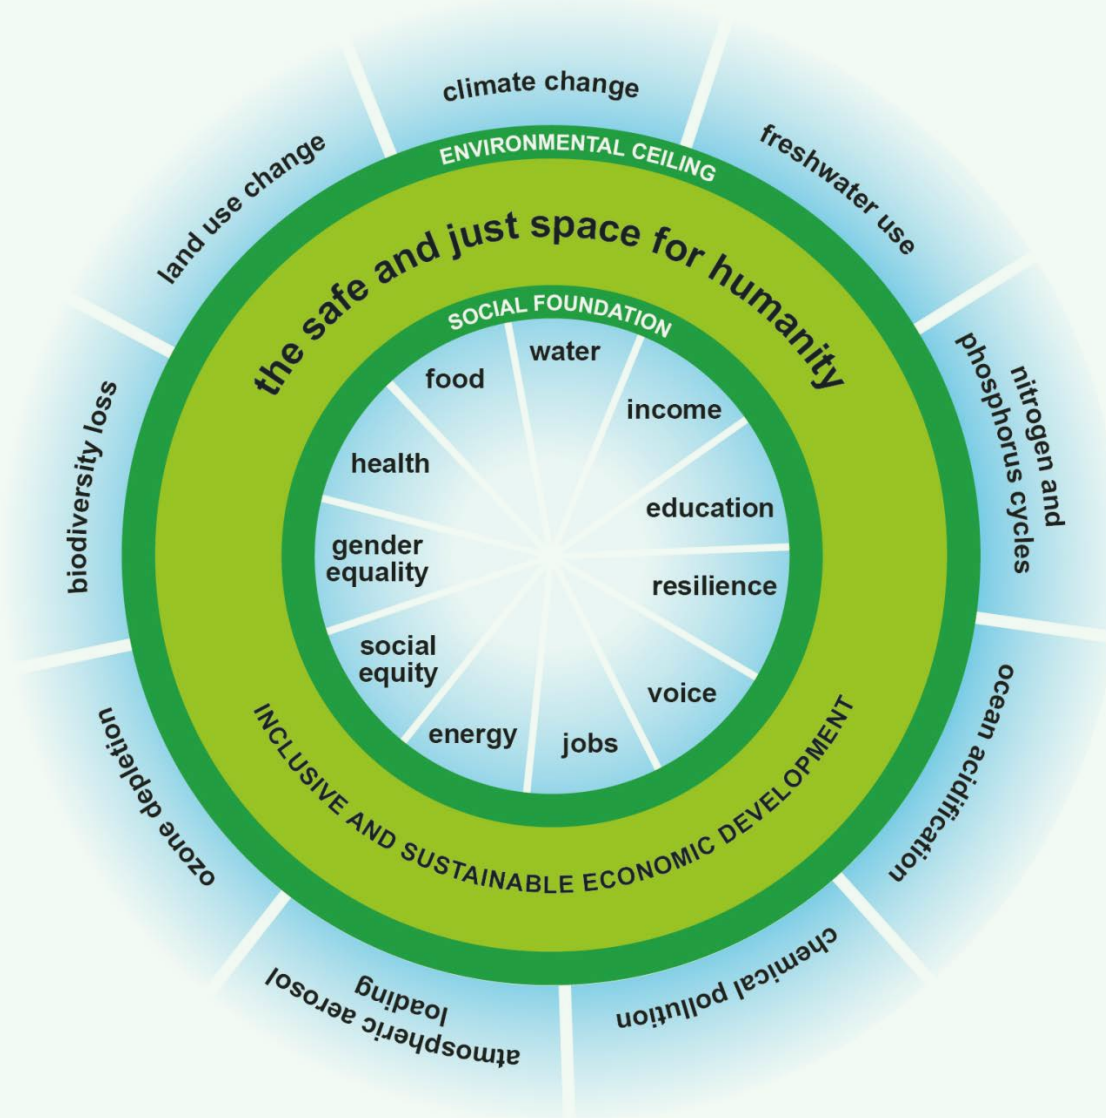 climate change
freshwater use
nitrogen and
phosphorus cycles
ocean acidification
chemical pollution
atmospheric aerosol
loading
ozone depletion
biodiversity loss
land use change
ENVIRONMENTAL CEILING
the safe and just space for humanity
SOCIAL FOUNDATION
water
income
education
resilience
voice
jobs
energy
social
equity
gender
equality
health
food
INCLUSIVE AND SUSTAINABLE ECONOMIC DEVELOPMENT